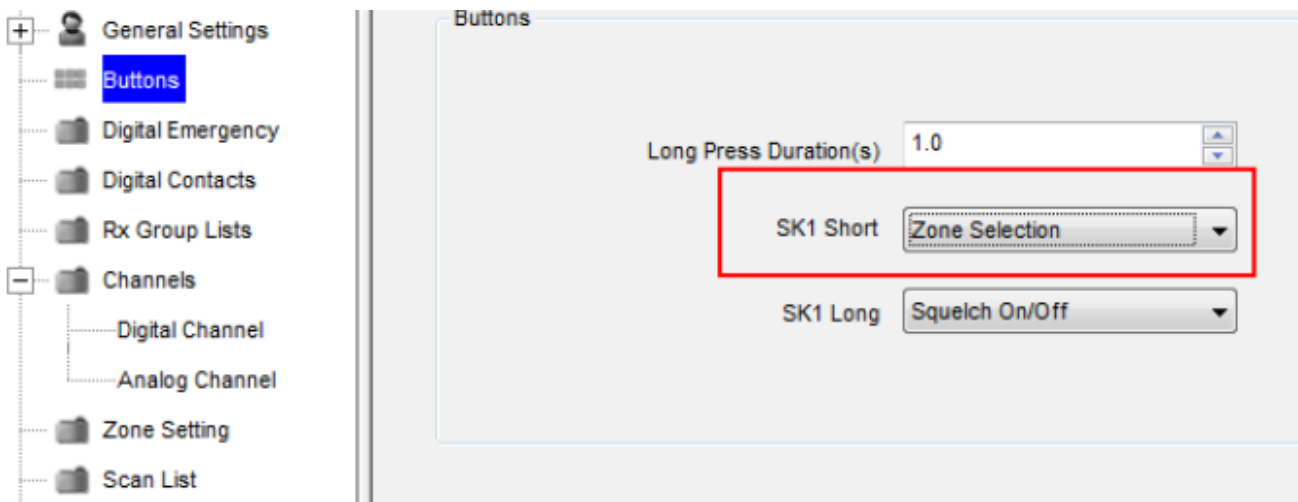 General Settings
Buttons
Digital Emergency
Digital Contacts
Rx Group Lists
Channels
Digital Channel
Analog Channel
Zone Setting
Scan List
Buttons
Long Press Duration(s) 1.0
SK1 Short Zone Selection
SK1 Long Squelch On/Off